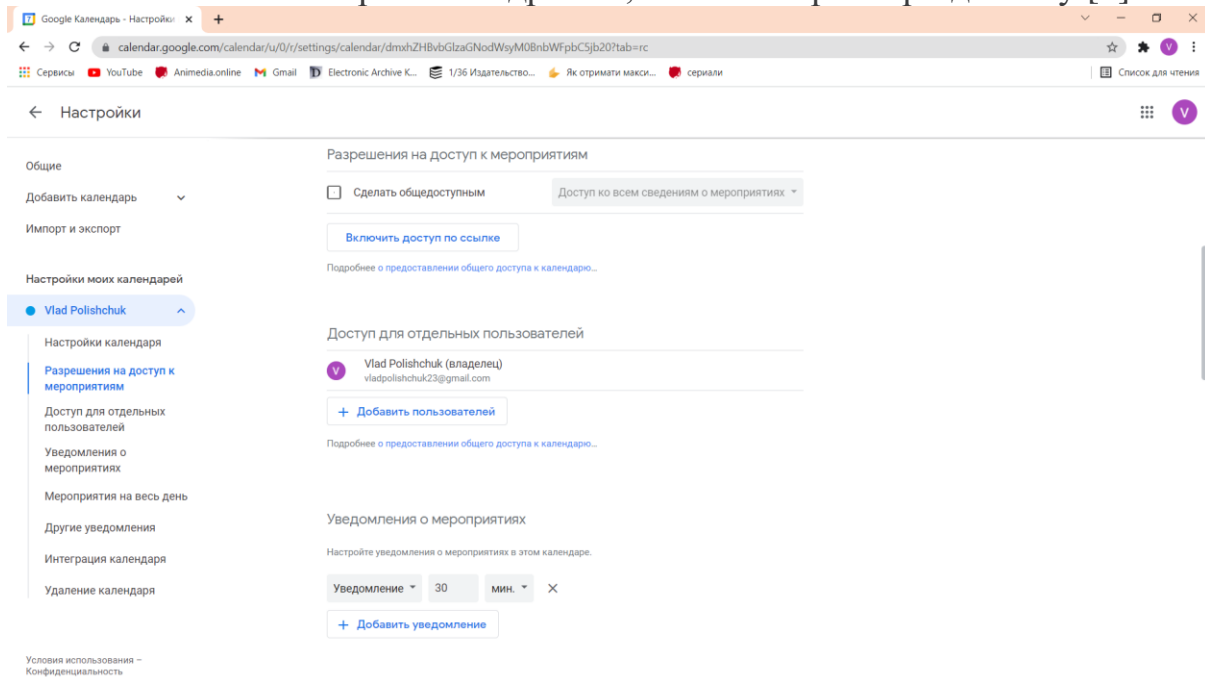 Google Календарь - Настройки
calendar.google.com/calendar/u/0/r/settings/calendar/dmxhZHBvbGlzaGNodWsyM0BnbWFpbC5jb20?tab=rc
Сервисы YouTube Animedia.online Gmail Electronic Archive K... 1/36 Издательство... Як отримати макси... сериали Список для чтения
Настройки
V
Общие
Добавить календарь
Импорт и экспорт
Настройки моих календарей
Vlad Polishchuk
Настройки календаря
Разрешения на доступ к
мероприятиям
Доступ для отдельных
пользователей
Уведомления о
мероприятиях
Мероприятия на весь день
Другие уведомления
Интеграция календаря
Удаление календаря
Условия использования –
Конфиденциальность
Разрешения на доступ к мероприятиям
Сделать общедоступным Доступ ко всем сведениям о мероприятиях
Включить доступ по ссылке
Подробнее о предоставлении общего доступа к календарю…
Доступ для отдельных пользователей
V
Vlad Polishchuk (владелец)
vladpolishchuk23@gmail.com
+ Добавить пользователей
Подробнее о предоставлении общего доступа к календарю…
Уведомления о мероприятиях
Настройте уведомления о мероприятиях в этом календаре.
Уведомление 30 мин.
+ Добавить уведомление